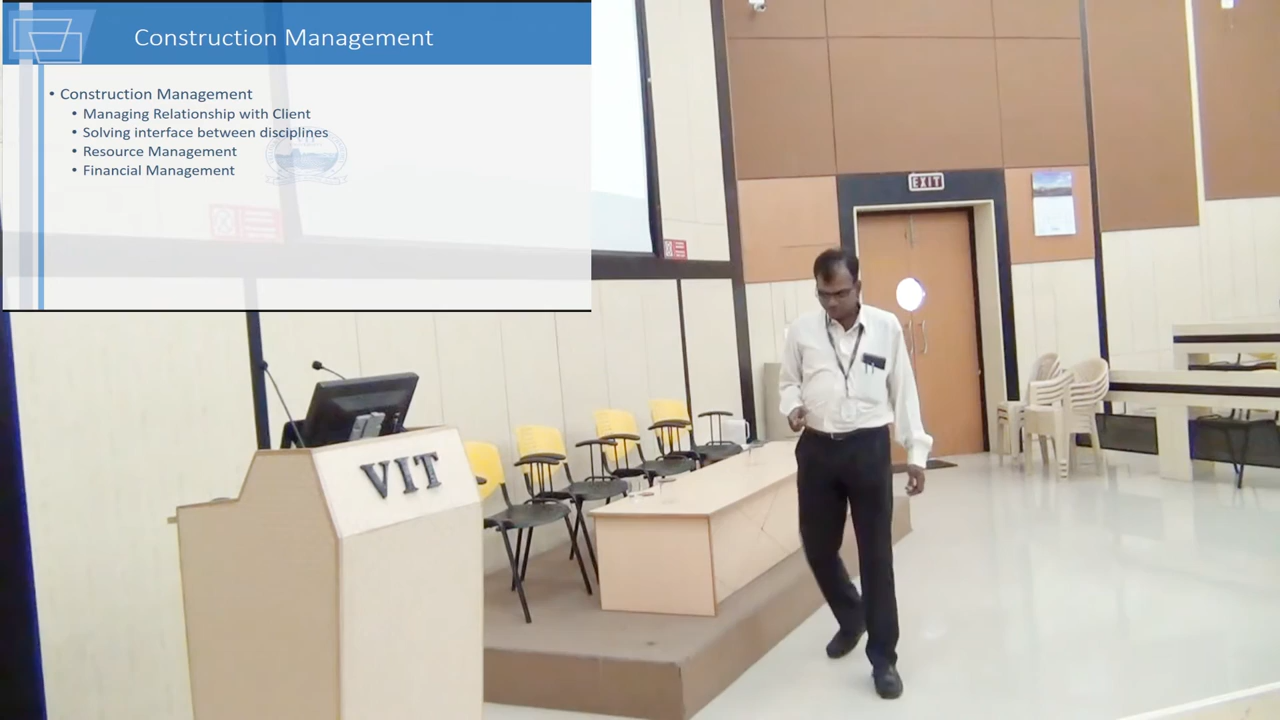 Construction Management
• Construction Management
• Managing Relationship with Client
• Solving interface between disciplines
• Resource Management
• Financial Management
EXIT
VIT